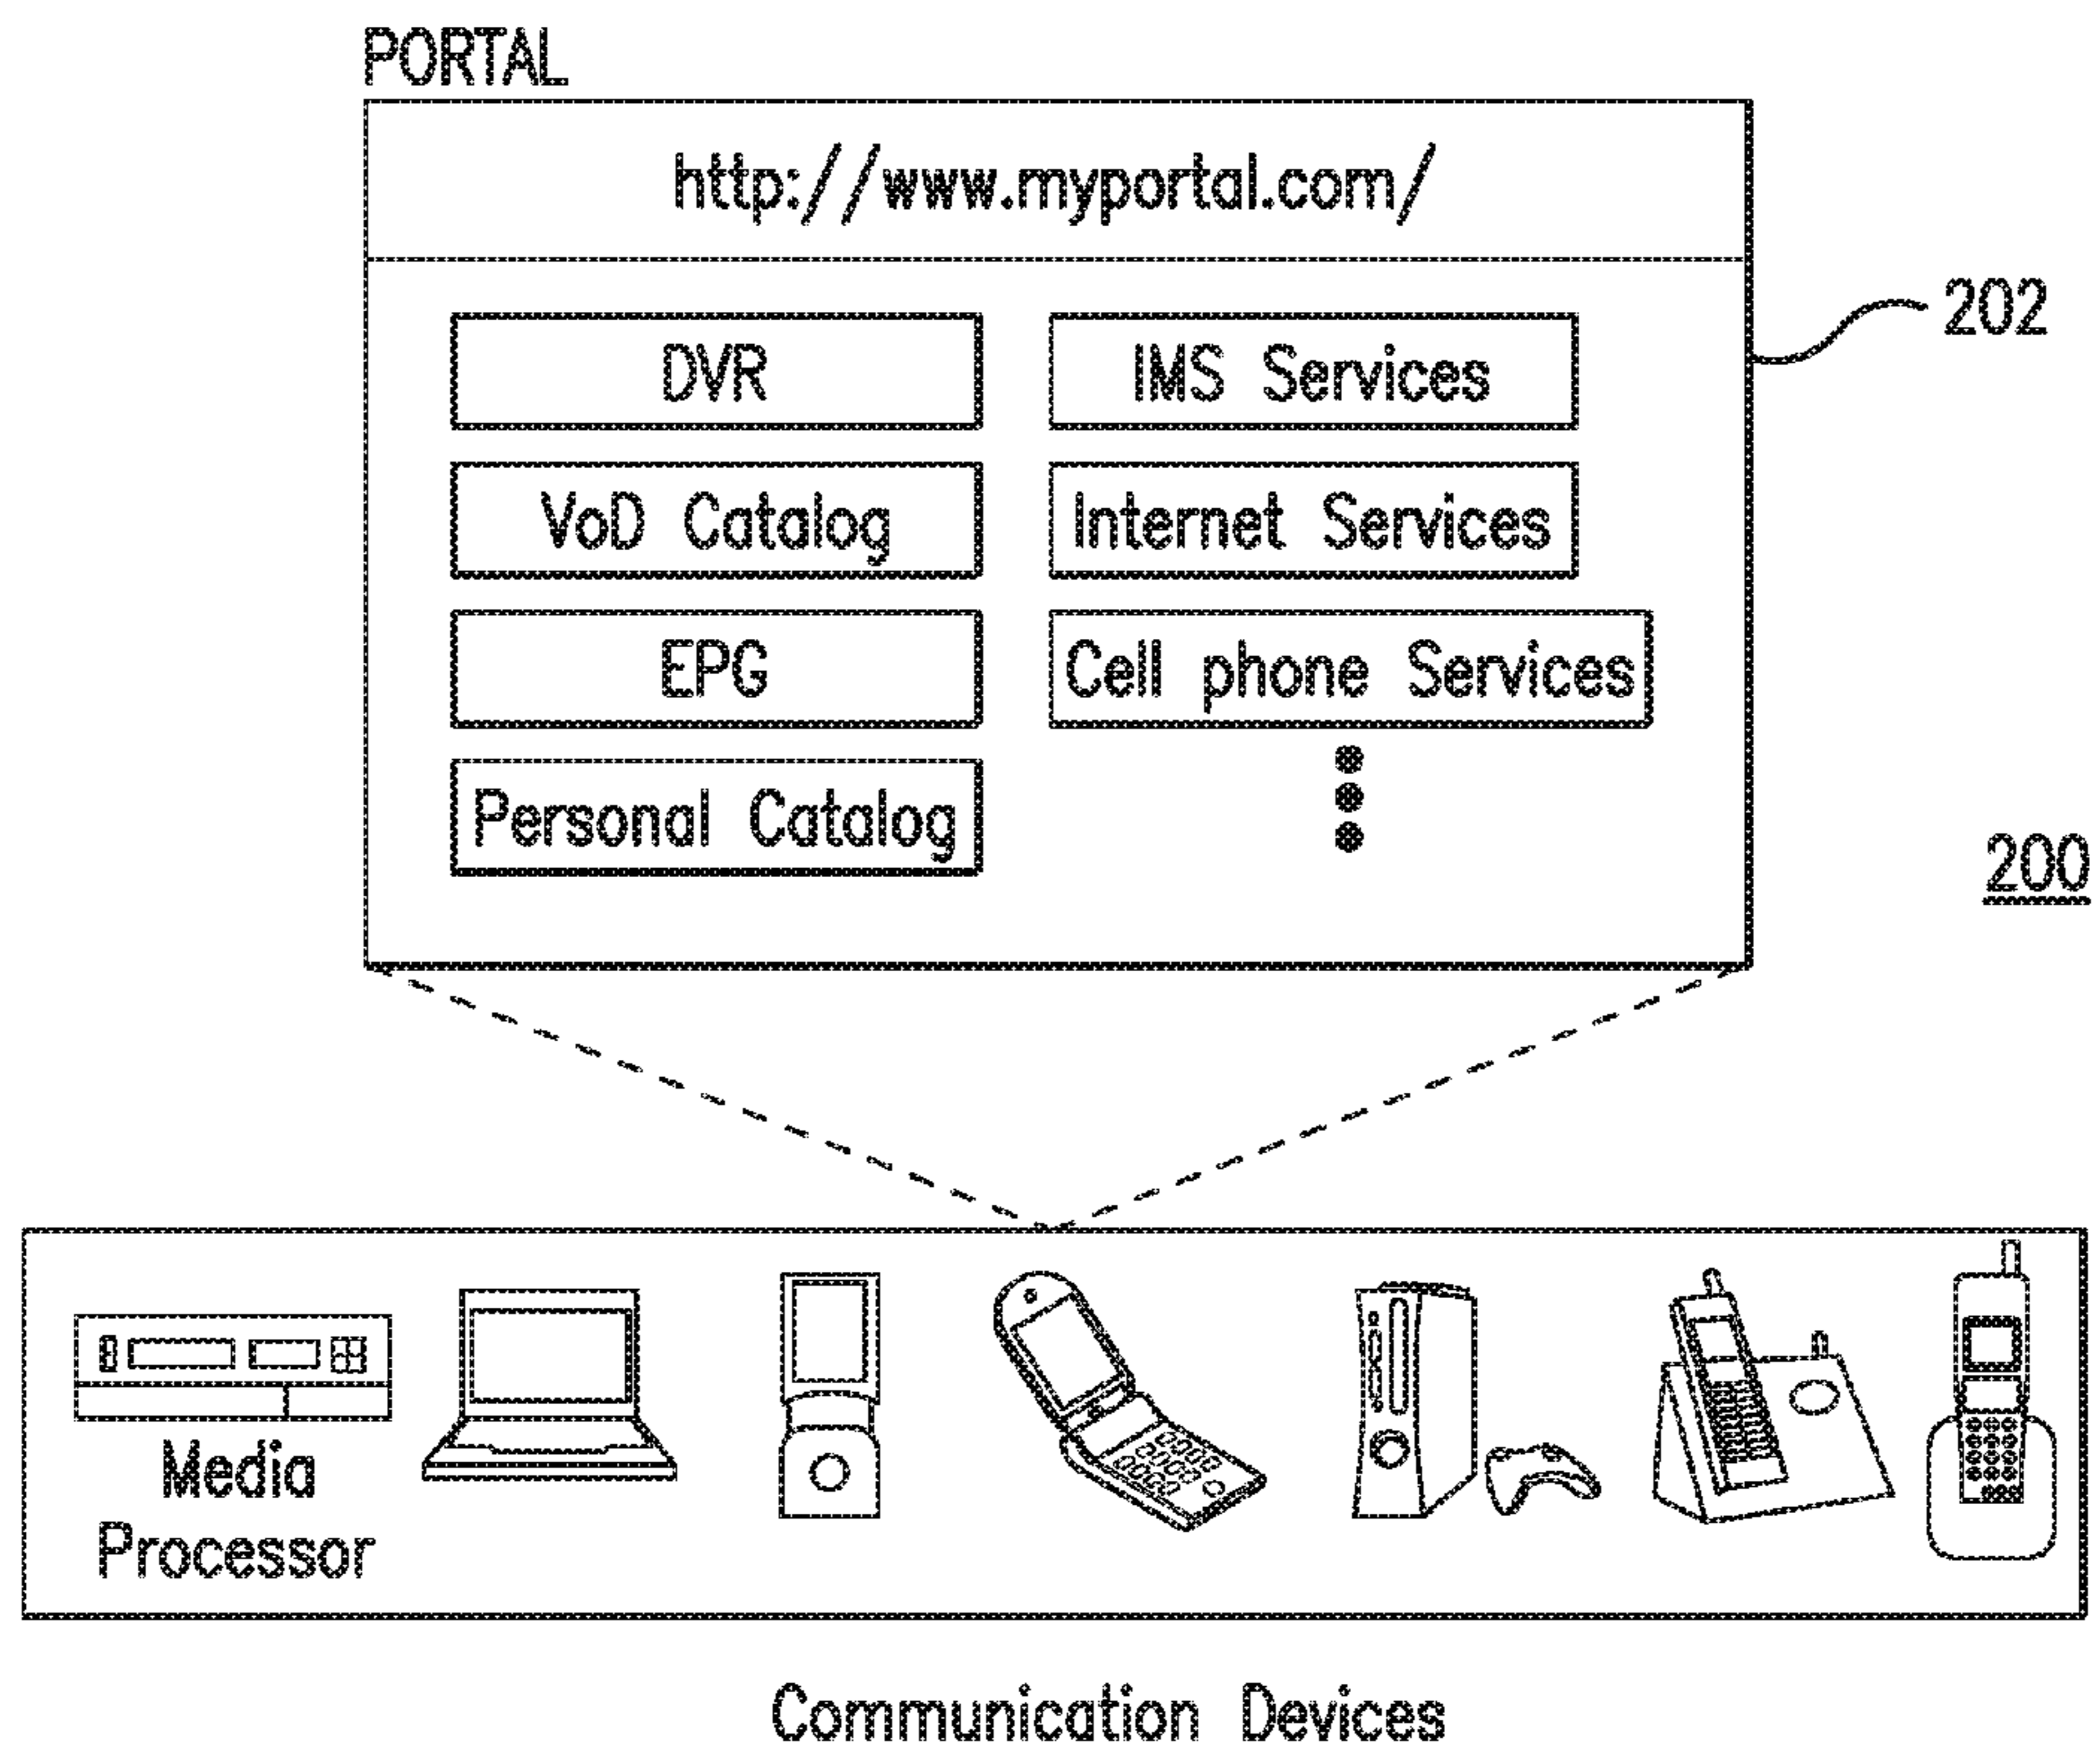 PORTAL
http://www.myportal.com/
202
DVR
IMS Services
VoD Catalog
Internet Services
EPG
Cell phone Services
Personal Catalog
200
Media
Processor
Communication Devices